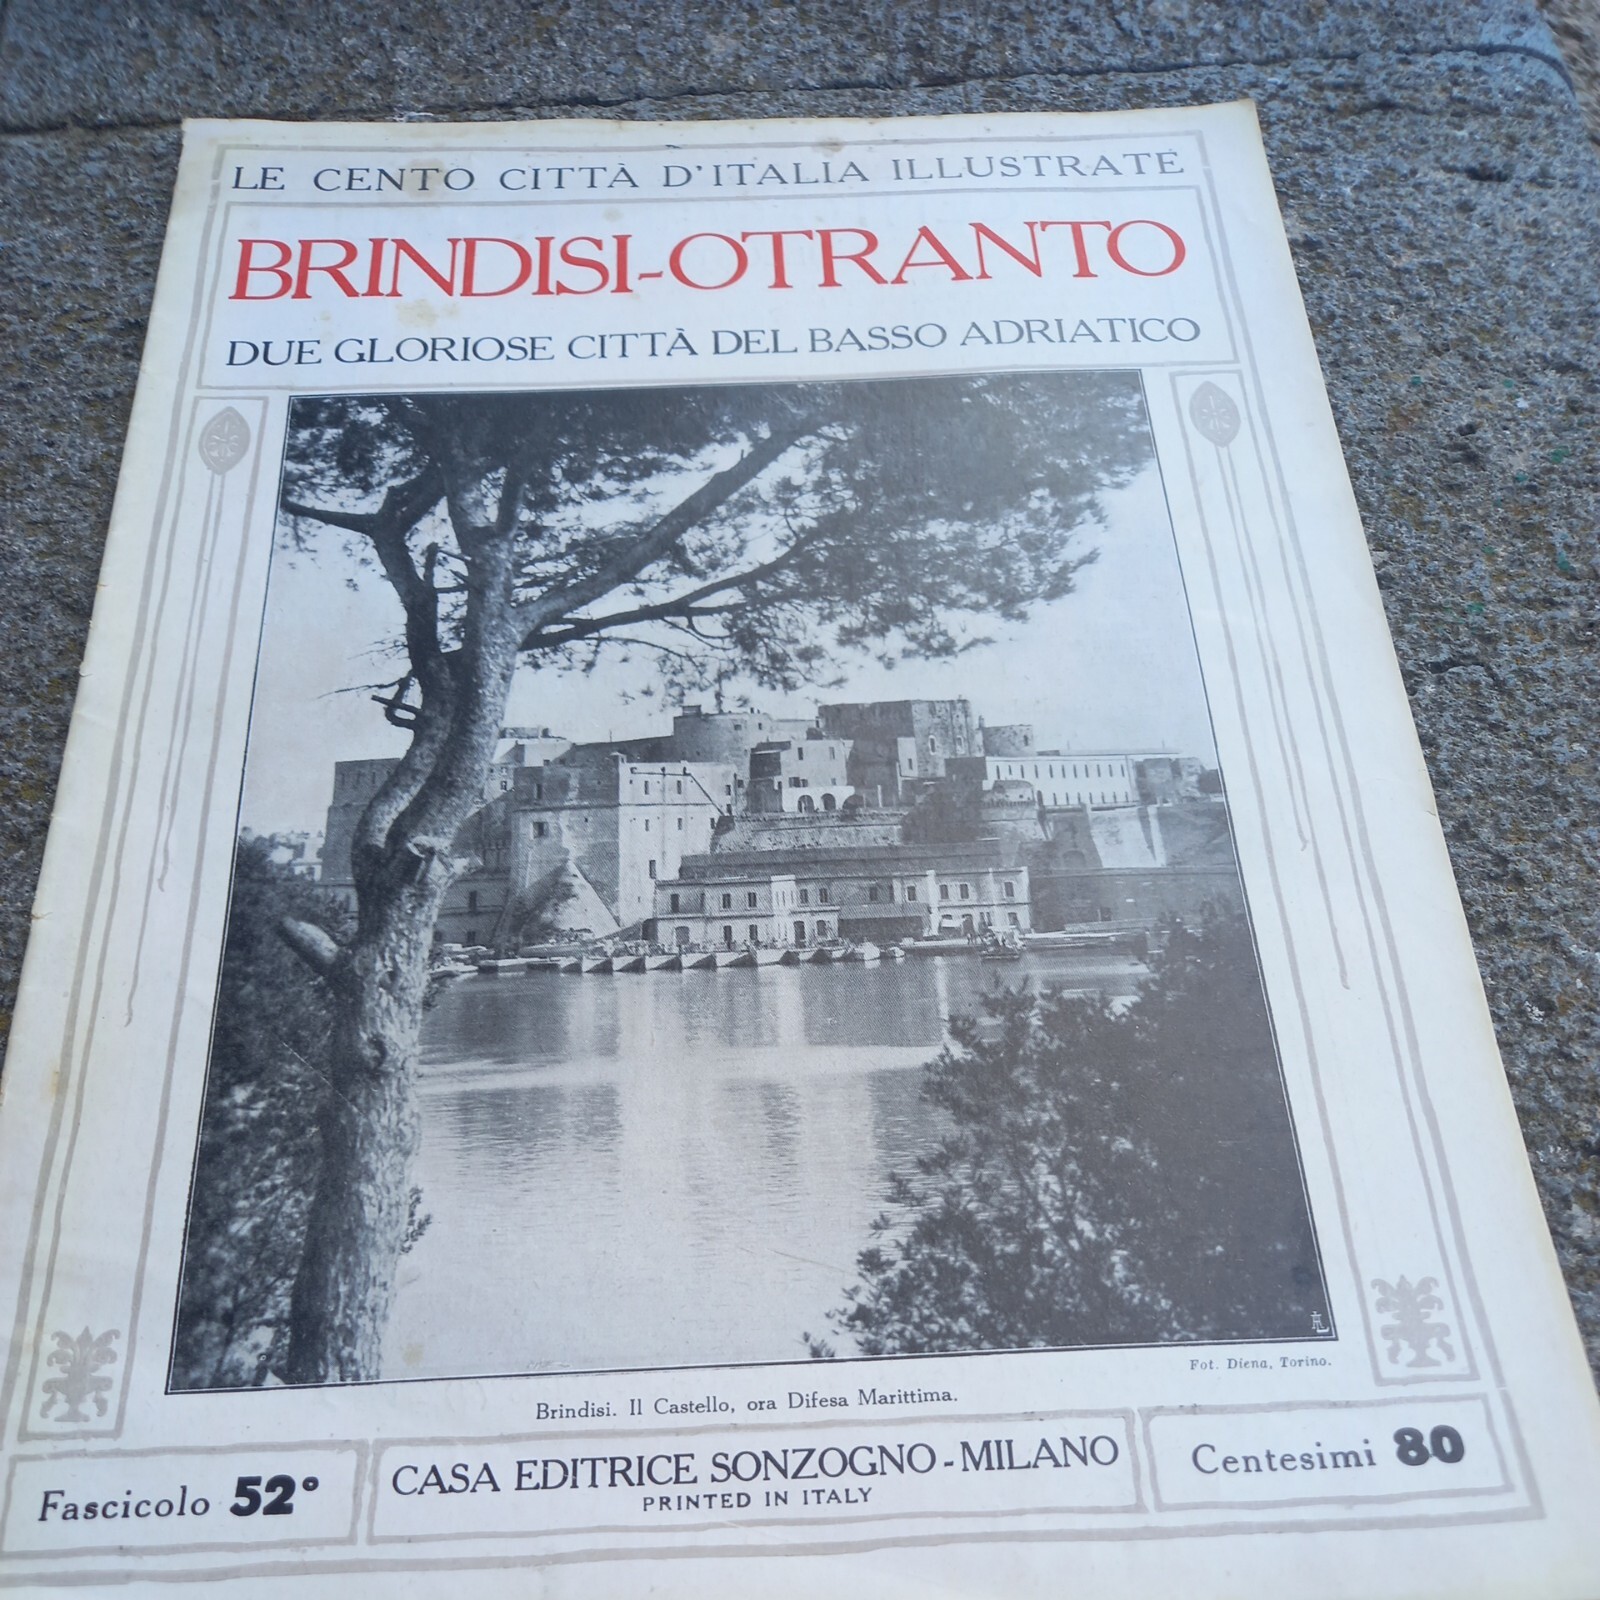 LE CENTO CITTÀ D'ITALIA ILLUSTRATE
BRINDISI-OTRANTO
DUE GLORIOSE CITTÀ DEL BASSO ADRIATICO
Fot. Diena, Torino.
Brindisi. Il Castello, ora Difesa Marittima.
Fascicolo 52°
CASA EDITRICE SONZOGNO - MILANO
PRINTED IN ITALY
Centesimi 80